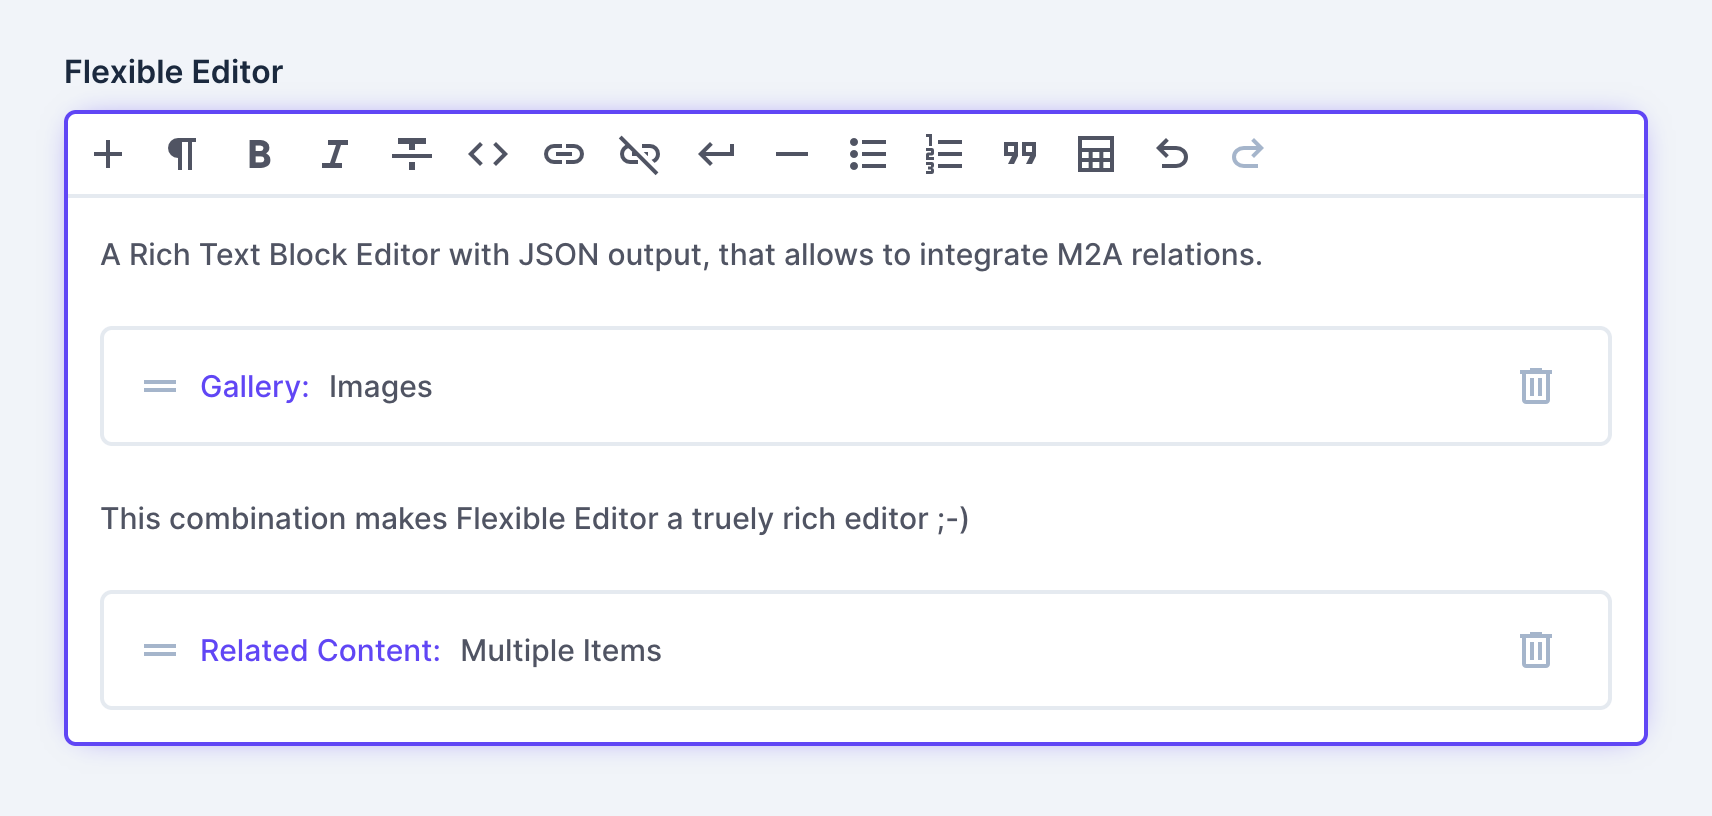 Flexible Editor
A Rich Text Block Editor with JSON output, that allows to integrate M2A relations.
Gallery: Images
This combination makes Flexible Editor a truely rich editor ;-)
Related Content: Multiple Items